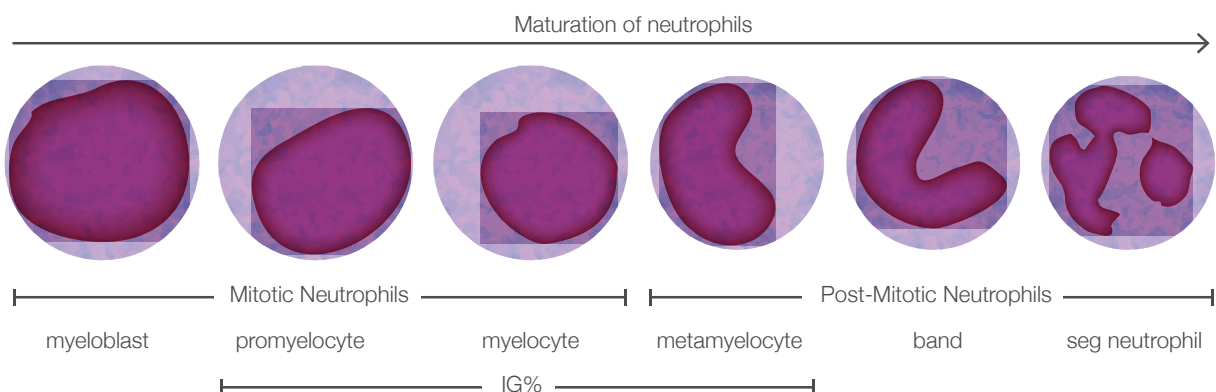 Maturation of neutrophils
Mitotic Neutrophils Post-Mitotic Neutrophils
myeloblast promyelocyte myelocyte metamyelocyte band seg neutrophil
IG%